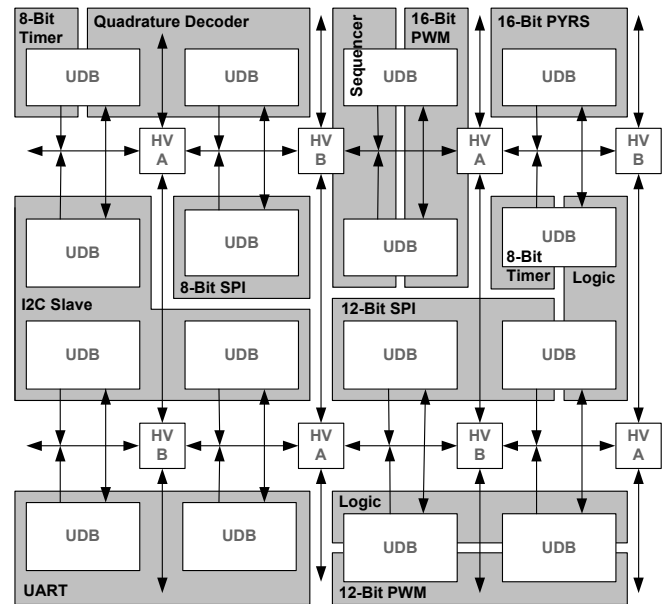 8-Bit
Timer
Quadrature Decoder
Sequencer
16-Bit
PWM
16-Bit PYRS
UDB
UDB
UDB
UDB
UDB
HV
A
HV
B
HV
A
HV
B
UDB
UDB
UDB
UDB
UDB
8-Bit SPI
8-Bit
Timer
Logic
I2C Slave
12-Bit SPI
UDB
UDB
UDB
UDB
HV
B
HV
A
HV
B
HV
A
Logic
UDB
UDB
UDB
UDB
UART
12-Bit PWM